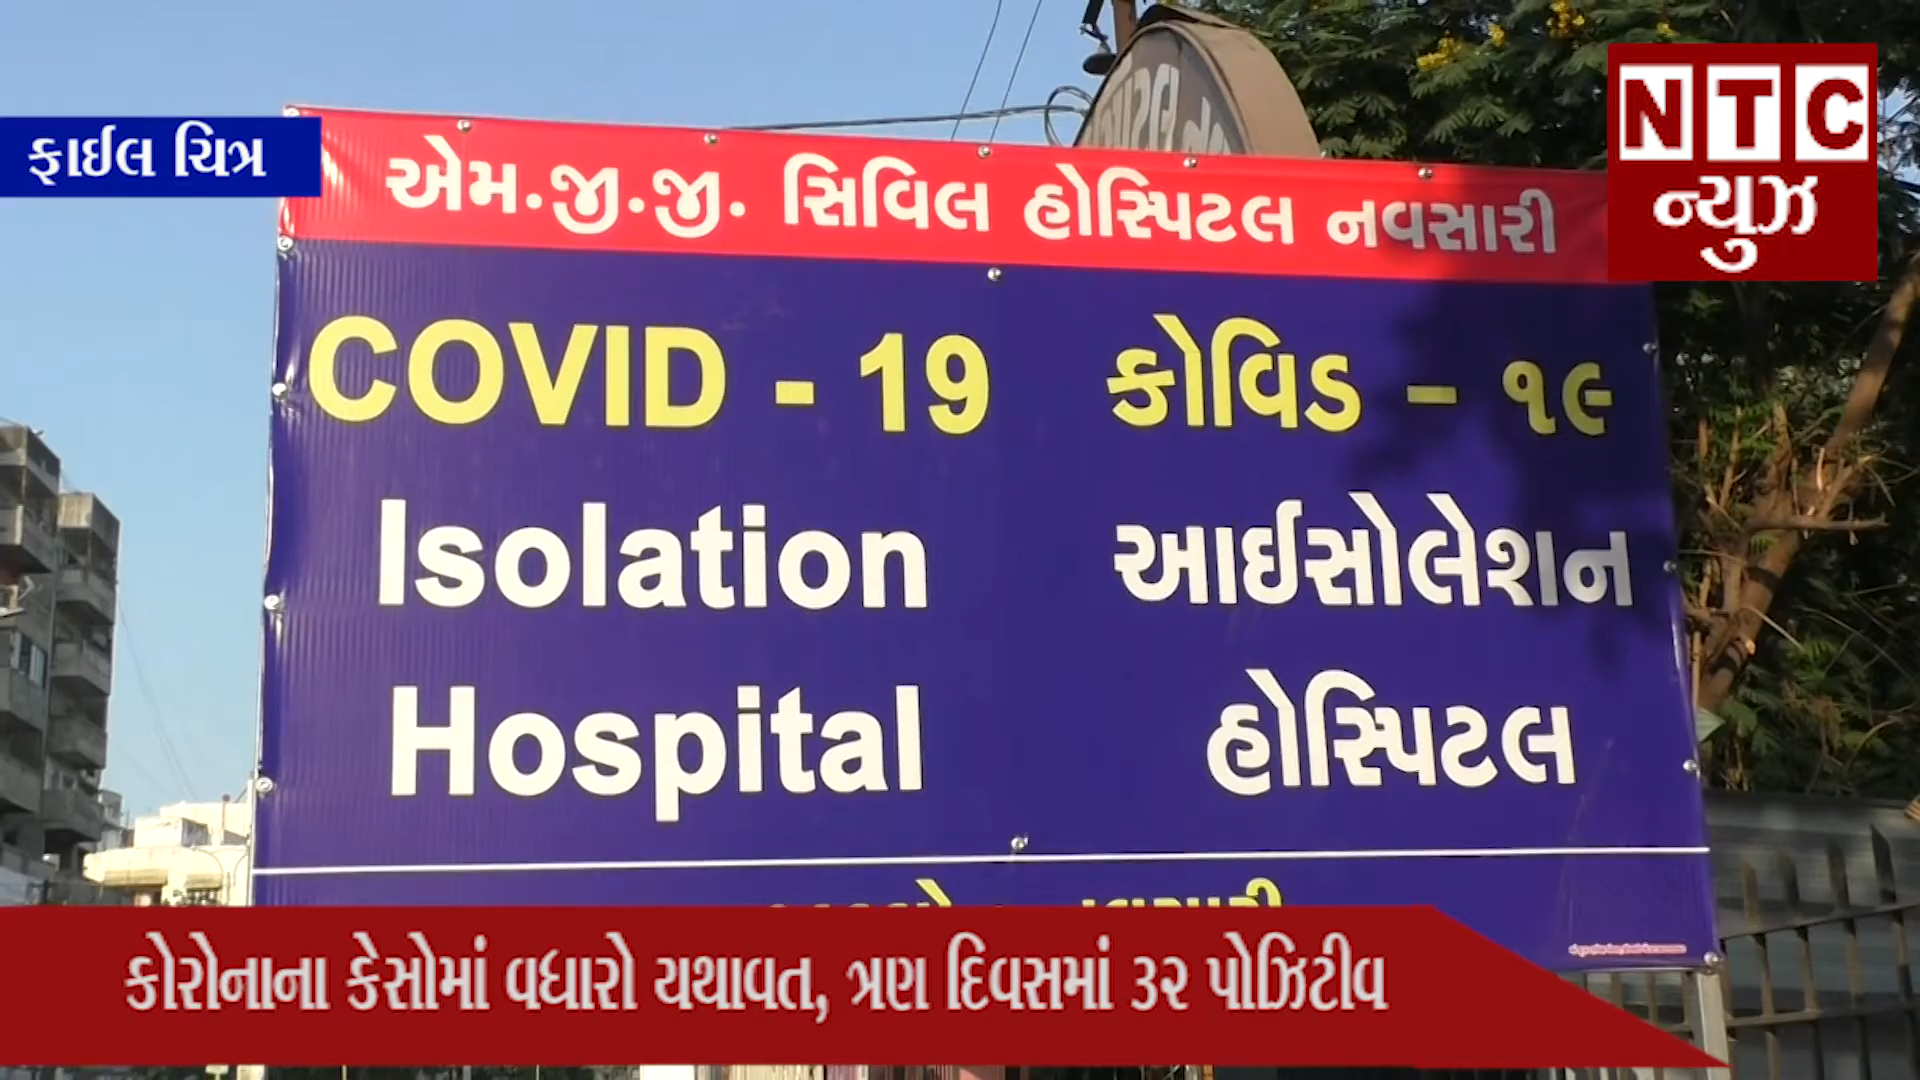 NTC
ન્યુઝ
ફાઈલ ચિત્ર
એમ.જી.જી. સિવિલ હોસ્પિટલ નવસારી
COVID - 19 કોવિડ - ૧૯
Isolation આઈસોલેશન
Hospital હોસ્પિટલ
કોરોનાના કેસોમાં વધારો યથાવત, ત્રણ દિવસમાં ૩૨ પોઝિટીવ